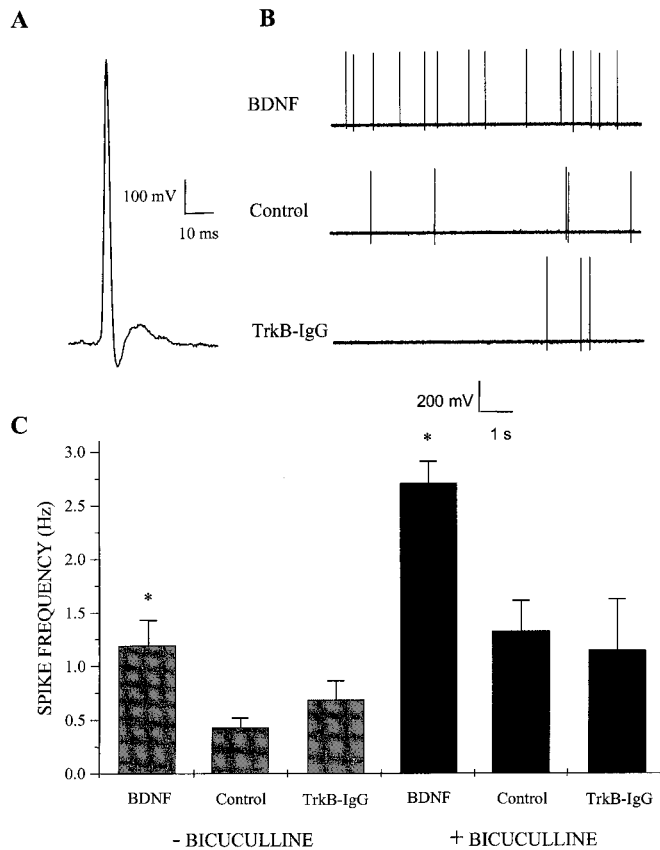 A
B
BDNF
100 mV
10 ms
Control
TrkB-IgG
200 mV
1 s
C
SPIKE FREQUENCY (Hz)
3.0
2.5
2.0
1.5
1.0
0.5
0.0
*
*
BDNF Control TrkB-IgG BDNF Control TrkB-IgG
- BICUCULLINE + BICUCULLINE